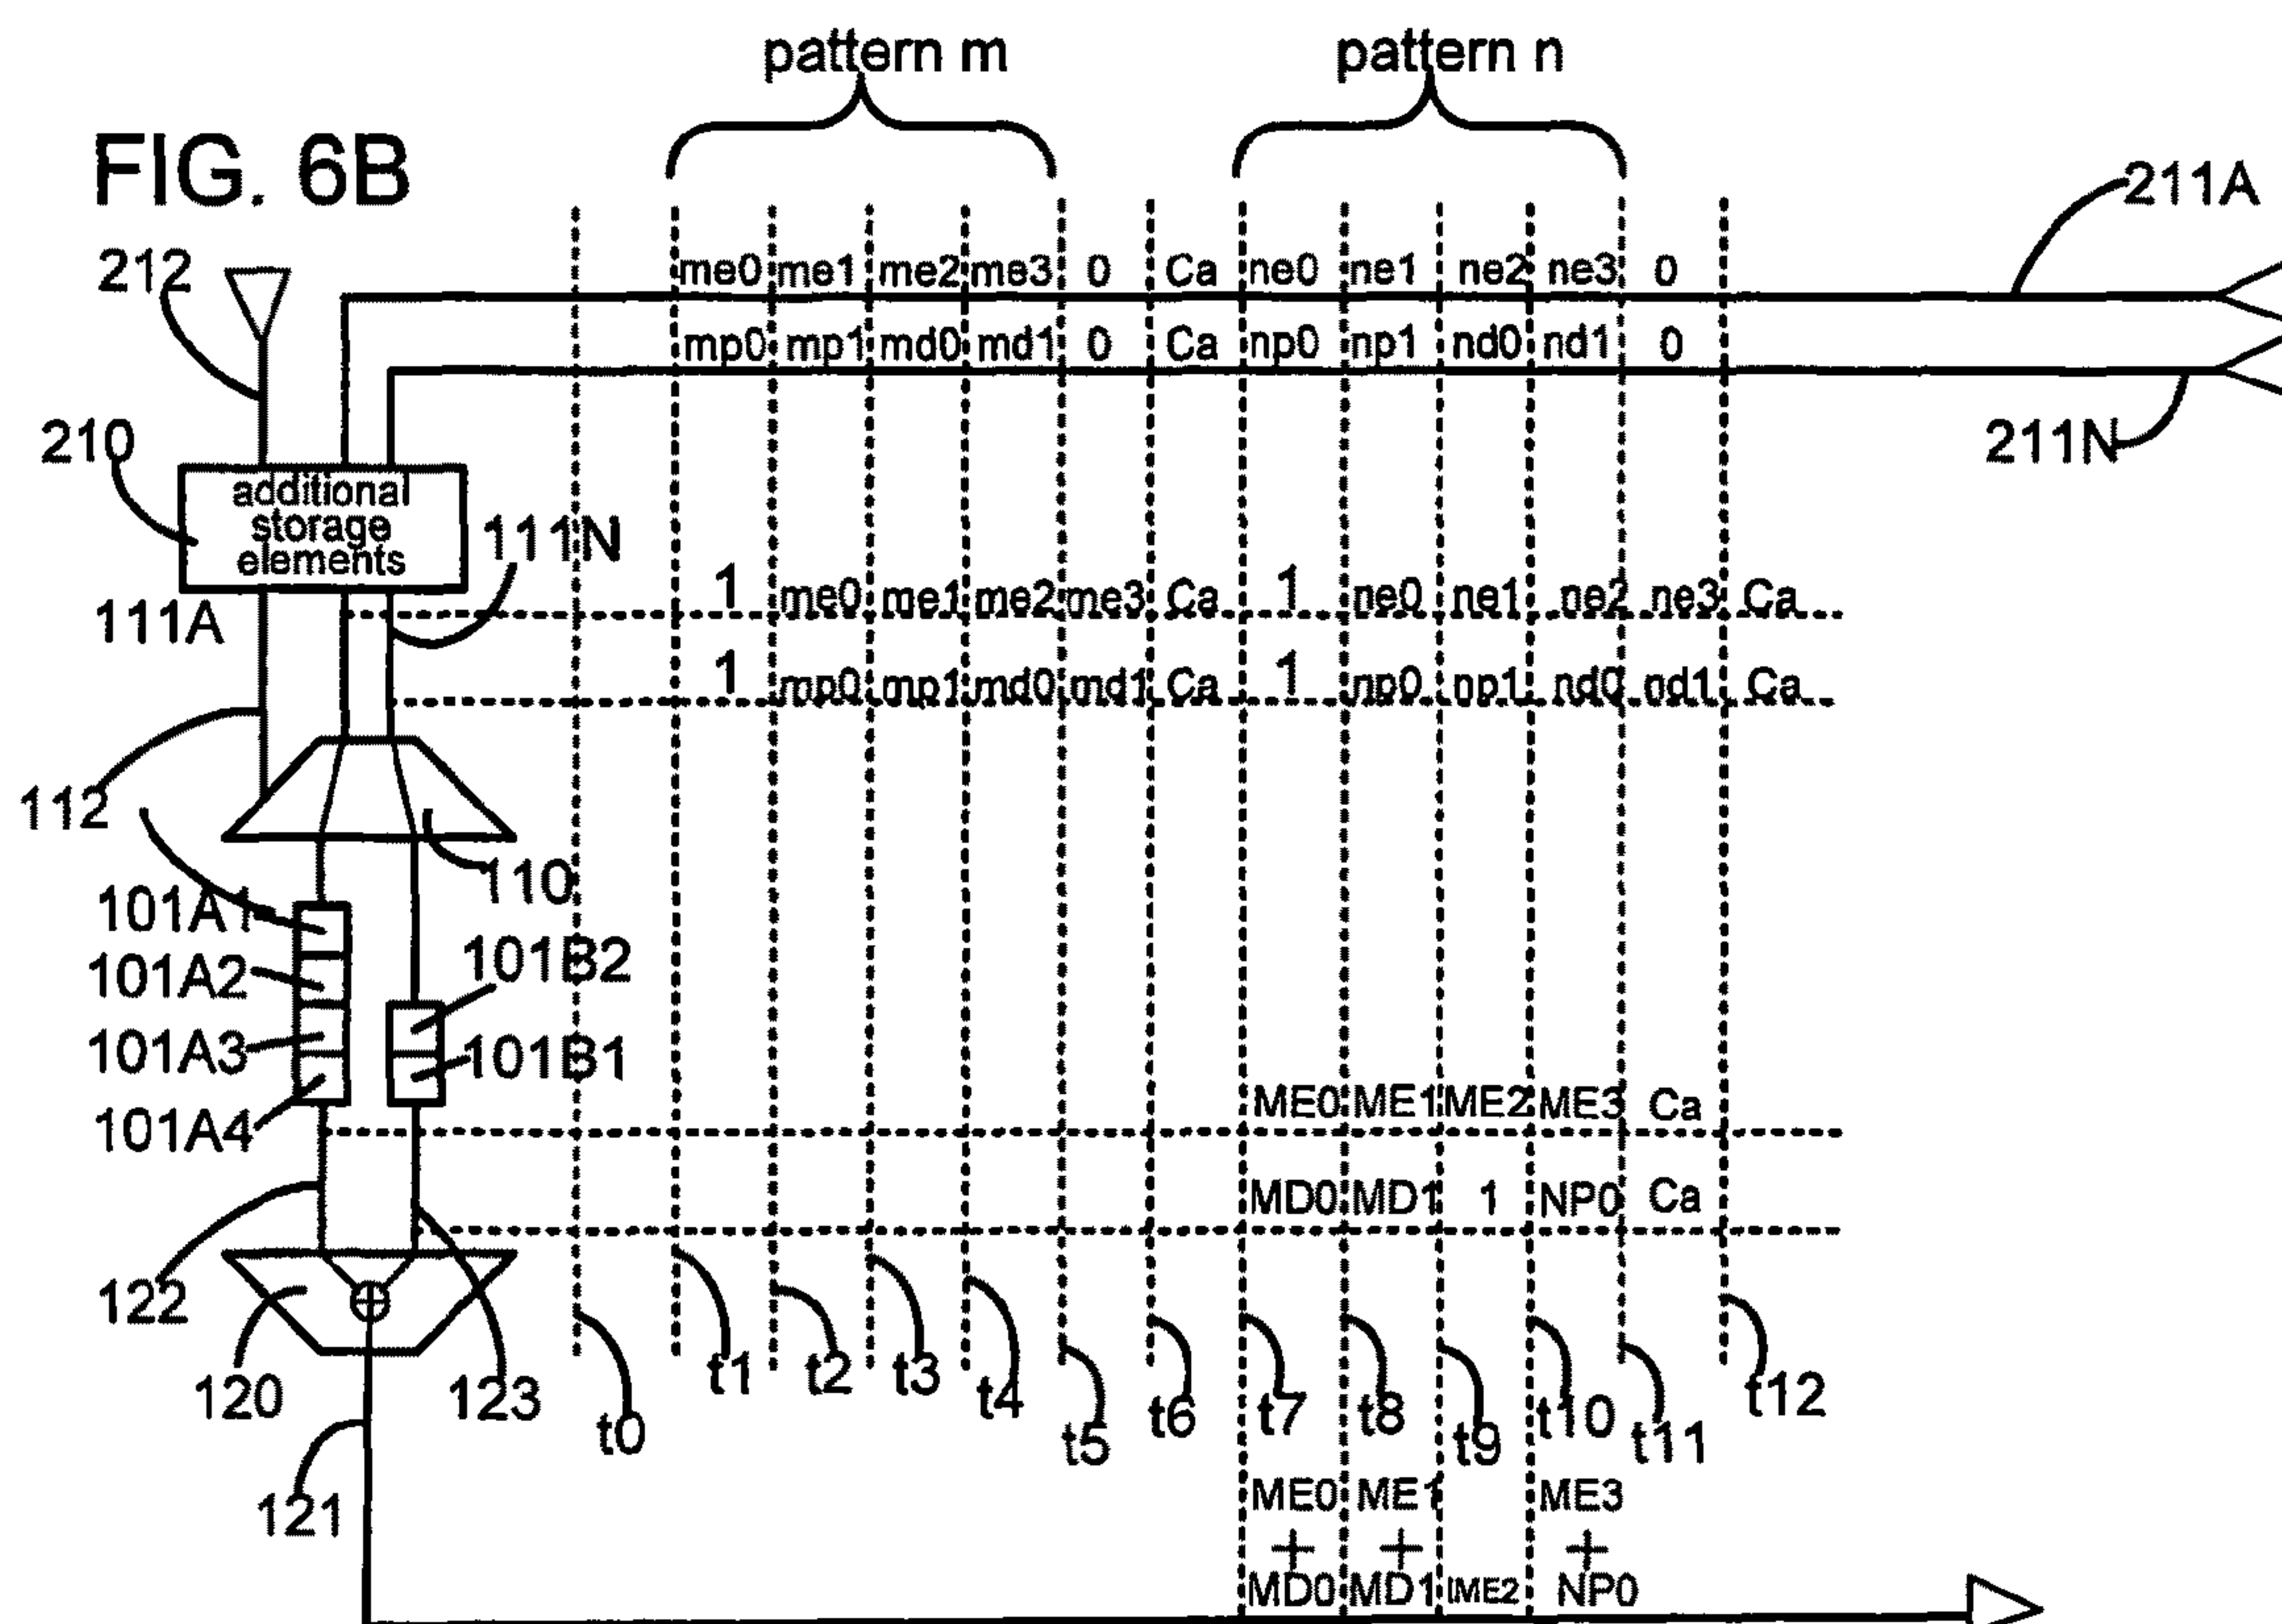 pattern m pattern n
FIG. 6B
211A
212
me0 me1 me2 me3 0 Ca ne0 ne1 ne2 ne3 0
mp0 mp1 md0 md1 0 Ca np0 np1 nd0 nd1 0
210
211N
additional
storage
elements
111N
111A
1 me0 me1 me2 me3 Ca 1 ne0 ne1 ne2 ne3 Ca
1 mp0 mp1 md0 md1 Ca 1 np0 np1 nd0 nd1 Ca
112
110
101A1
101B2
101A2
101A3
101B1
101A4
ME0 ME1 ME2 ME3 Ca
MD0 MD1 1 NP0 Ca
122
120
123
t0 t1 t2 t3 t4 t5 t6 t7 t8 t9 t10 t11 t12
121
ME0 ME1 ME3
+ + +
MD0 MD1 ME2 NP0